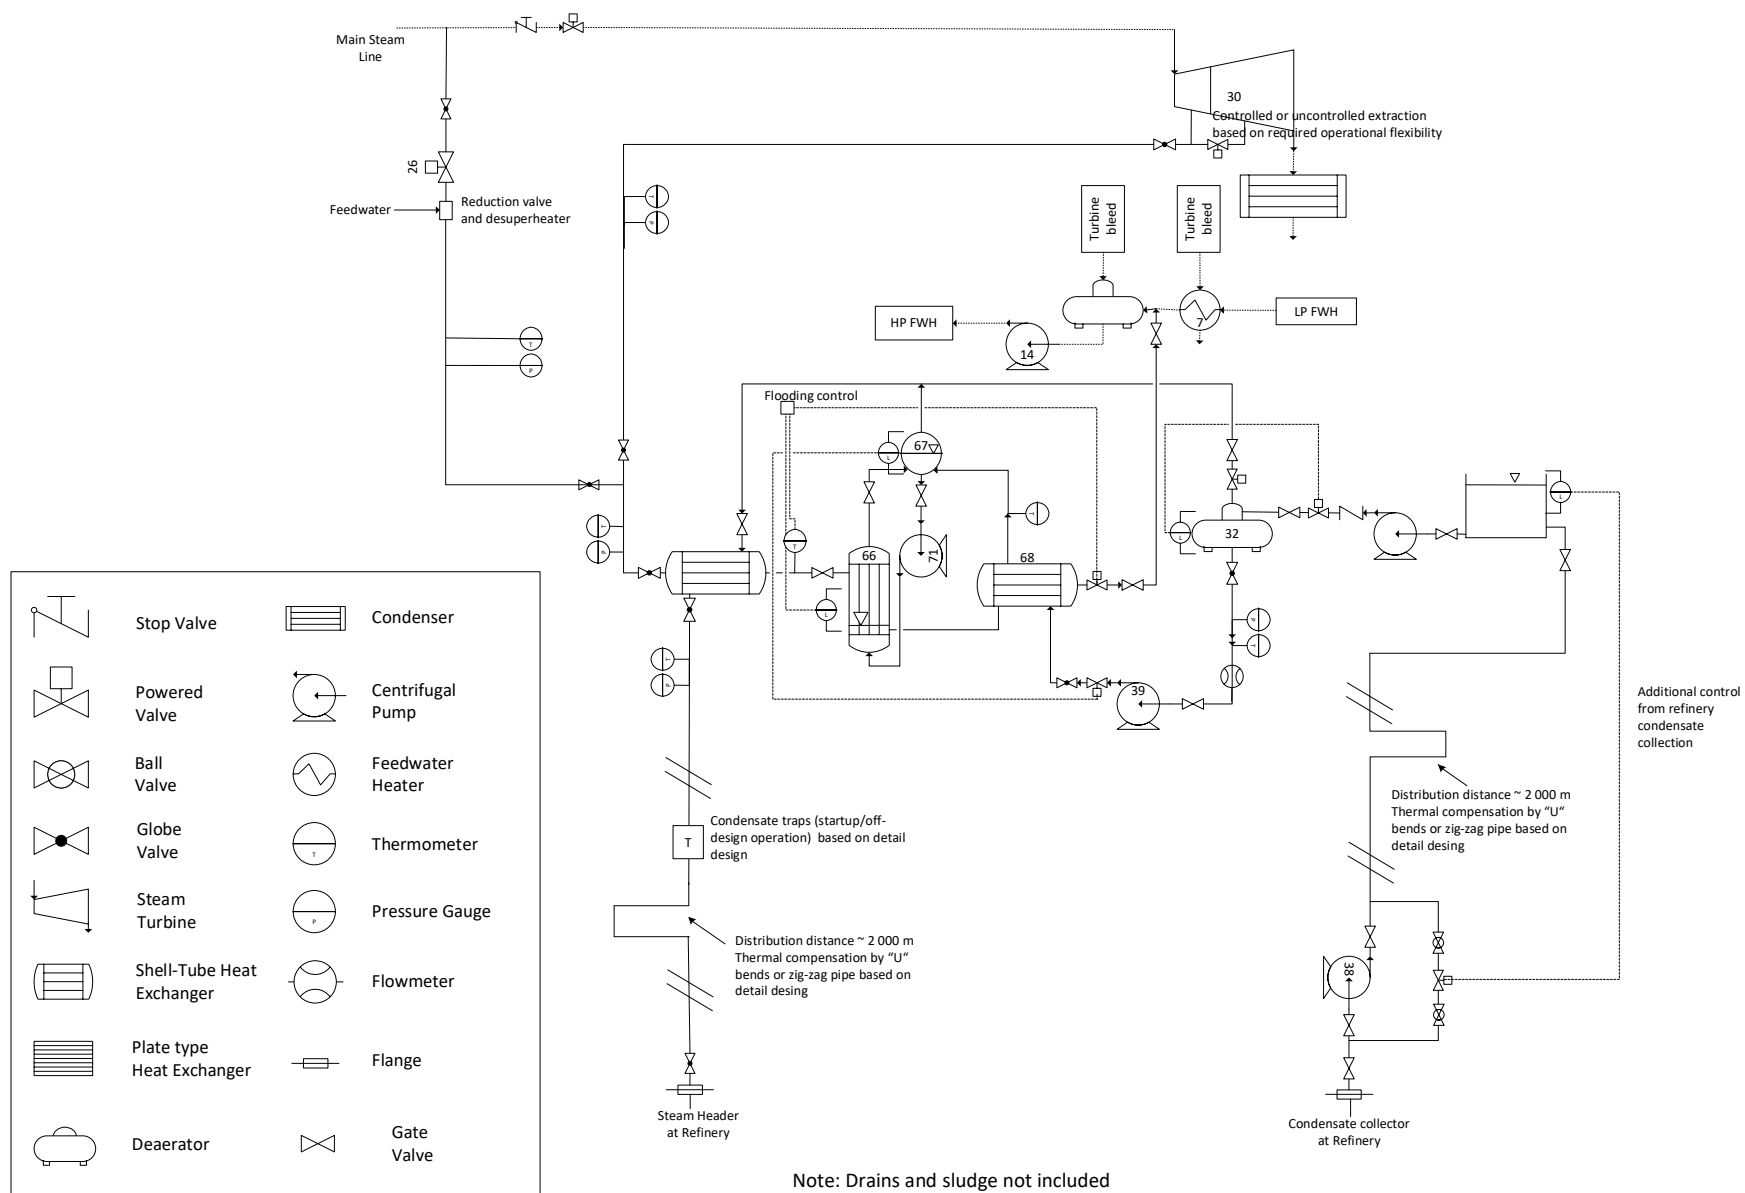 Main Steam
Line
30
Controlled or uncontrolled extraction
based on required operational flexibility
26
Feedwater
Reduction valve
and desuperheater
T
P
Turbine
bleed
Turbine
bleed
HP FWH
LP FWH
7
14
T
P
Flooding control
67
L
T
66
71
68
T
L
32
L
L
T
P
P
T
T
P
39
Additional control
from refinery
condensate
collection
Distribution distance ~ 2 000 m
Thermal compensation by “U“
bends or zig-zag pipe based on
detail desing
Condensate traps (startup/off-
design operation) based on detail
design
T
Distribution distance ~ 2 000 m
Thermal compensation by “U“
bends or zig-zag pipe based on
detail desing
38
Steam Header
at Refinery
Condensate collector
at Refinery
Stop Valve
Condenser
Powered
Valve
Centrifugal
Pump
Ball
Valve
Feedwater
Heater
Globe
Valve
Thermometer
T
Steam
Turbine
Pressure Gauge
P
Shell-Tube Heat
Exchanger
Flowmeter
Plate type
Heat Exchanger
Flange
Deaerator
Gate
Valve
Note: Drains and sludge not included